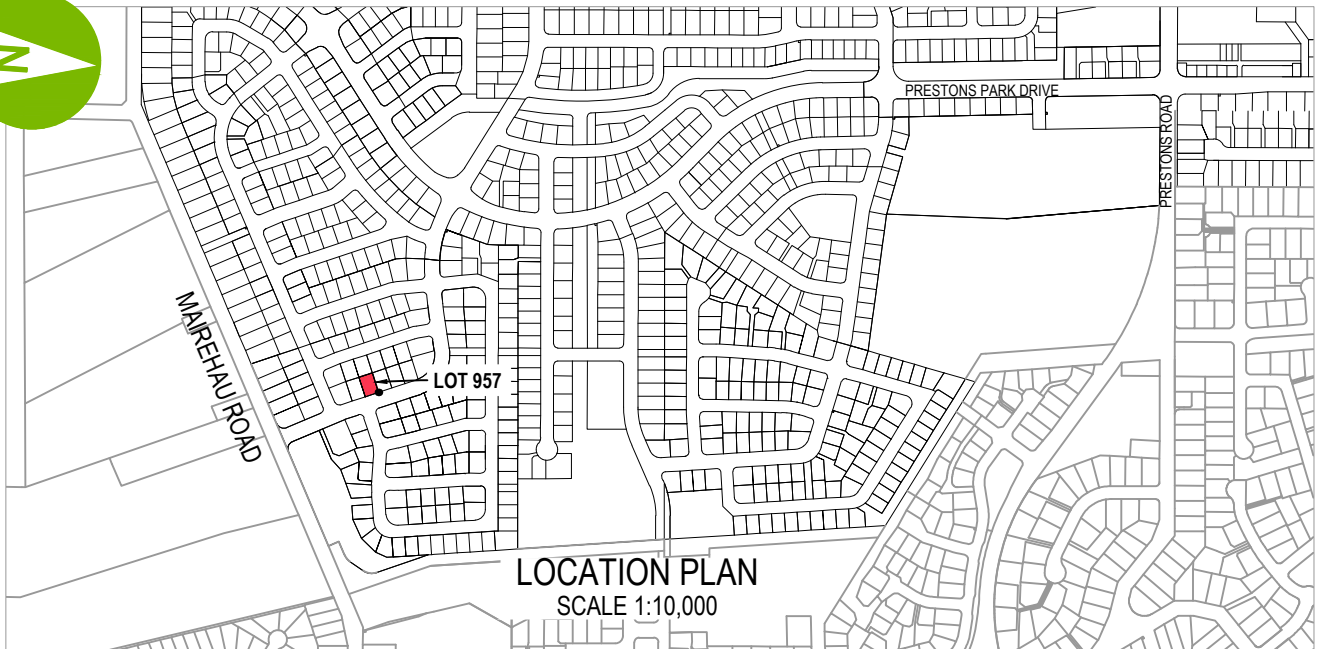 N
PRESTONS PARK DRIVE
PRESTONS ROAD
MAIREHAU ROAD
LOT 957
LOCATION PLAN
SCALE 1:10,000